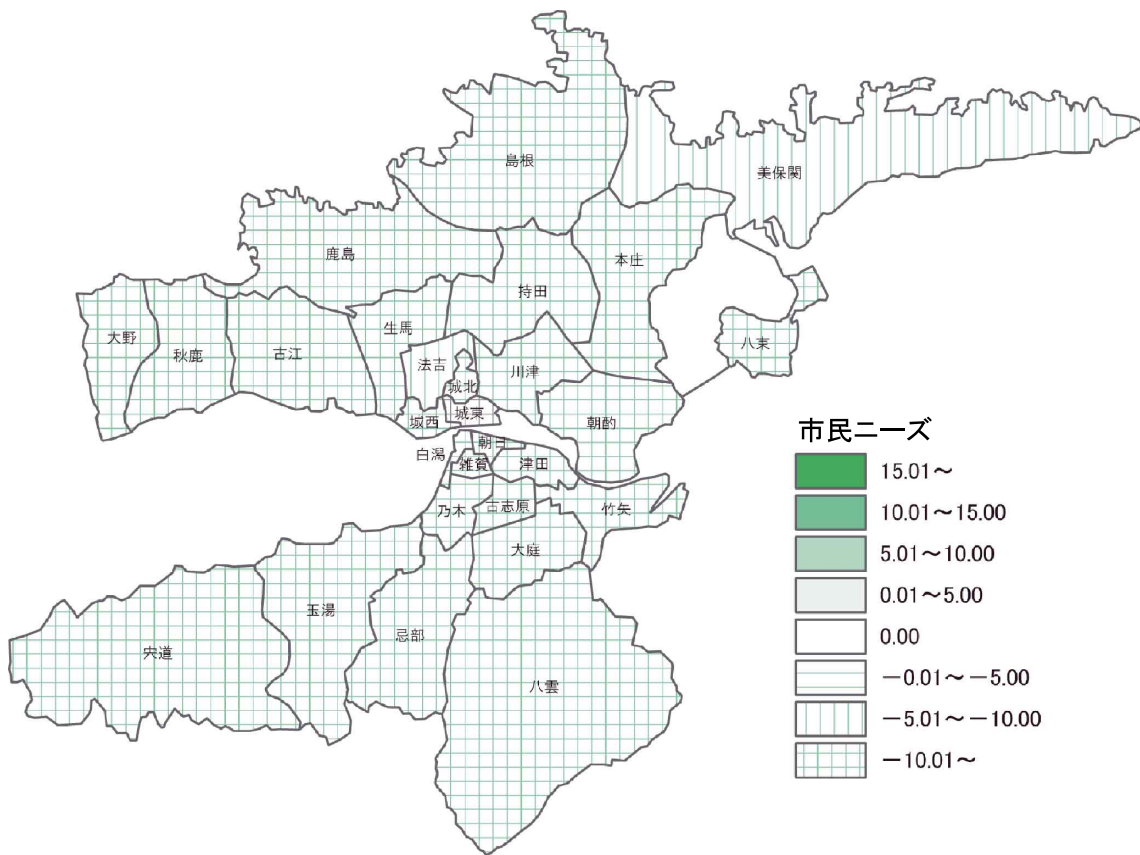 島根
美保関
鹿島
本庄
持田
大野
秋鹿
古江
生馬
法吉
川津
八束
城北
城西
城東
朝酌
白潟
朝日
雑賀
津田
乃木
古志原
竹矢
大庭
玉湯
忌部
宍道
八雲
市民ニーズ
15.01～
10.01～15.00
5.01～10.00
0.01～5.00
0.00
－0.01～－5.00
－5.01～－10.00
－10.01～